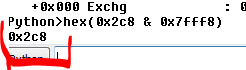 +0x000 Exchg : 0
Python>hex(0x2c8 & 0x7fff8)
0x2c8
Python